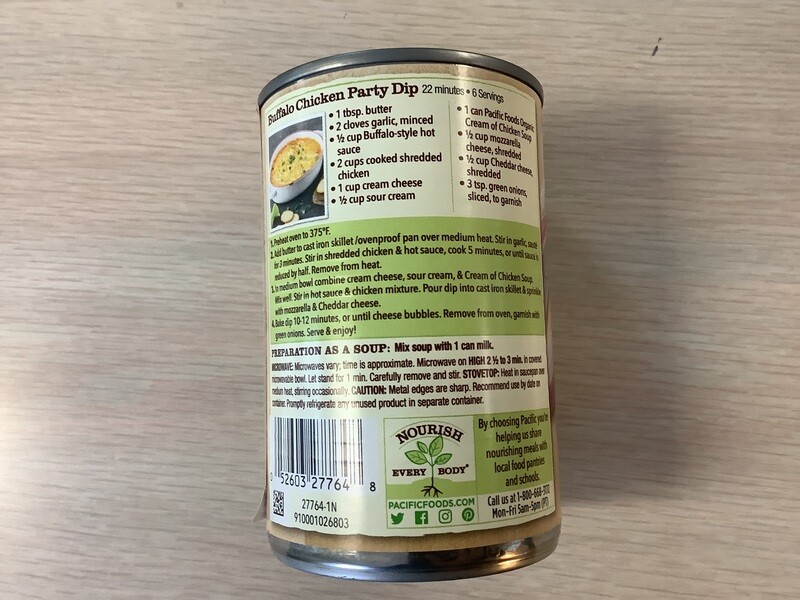 Buffalo Chicken Party Dip 22 minutes • 6 Servings
• 1 tbsp. butter
• 2 cloves garlic, minced
• ½ cup Buffalo-style hot
sauce
• 2 cups cooked shredded
chicken
• 1 cup cream cheese
• ½ cup sour cream
• 1 can Pacific Foods Organic
Cream of Chicken Soup
• ½ cup mozzarella
cheese, shredded
• ½ cup Cheddar cheese,
shredded
• 3 tsp. green onions,
sliced, to garnish
1. Preheat oven to 375°F.
2. Add butter to cast iron skillet /ovenproof pan over medium heat. Stir in garlic, sauté
for 3 minutes. Stir in shredded chicken & hot sauce, cook 5 minutes, or until sauce is
reduced by half. Remove from heat.
3. In medium bowl combine cream cheese, sour cream, & Cream of Chicken Soup.
Mix well. Stir in hot sauce & chicken mixture. Pour dip into cast iron skillet & sprinkle
with mozzarella & Cheddar cheese.
4. Bake dip 10-12 minutes, or until cheese bubbles. Remove from oven, garnish with
green onions. Serve & enjoy!
PREPARATION AS A SOUP: Mix soup with 1 can milk.
MICROWAVE: Microwaves vary; time is approximate. Microwave on HIGH 2 ½ to 3 min. in covered
microwavable bowl. Let stand for 1 min. Carefully remove and stir. STOVETOP: Heat in saucepan over
medium heat, stirring occasionally. CAUTION: Metal edges are sharp. Recommend use by date on
container. Promptly refrigerate any unused product in separate container.
0 52603 27764 8
27764-1N
910001026803
NOURISH
EVERY BODY®
PACIFICFOODS.COM
By choosing Pacific you're
helping us share
nourishing meals with
local food pantries
and schools.
Call us at 1-800-668-
Mon-Fri 5am-5pm (PT)